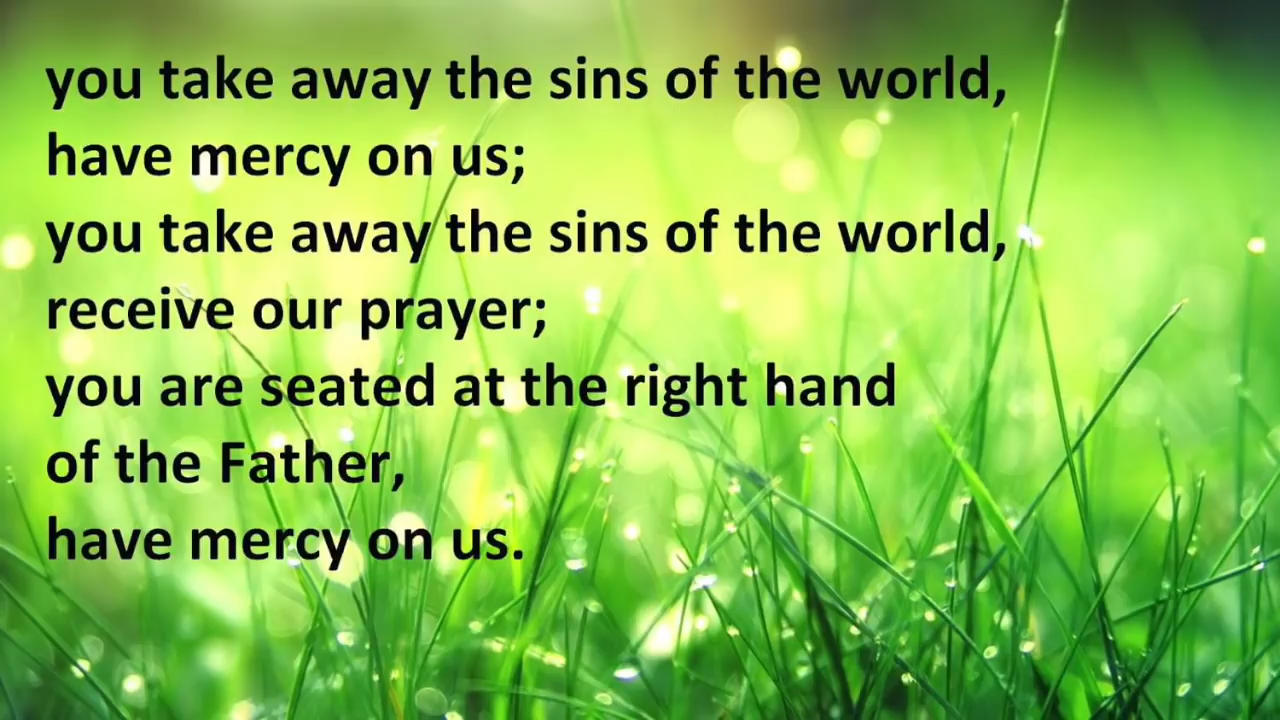 you take away the sins of the world,
have mercy on us;
you take away the sins of the world,
receive our prayer;
you are seated at the right hand
of the Father,
have mercy on us.